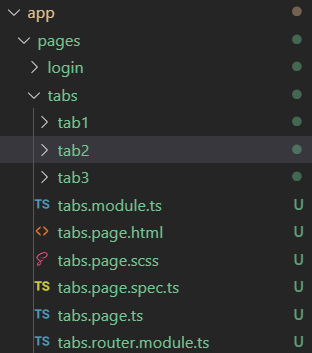 app
pages
login
tabs
tab1
tab2
tab3
TS tabs.module.ts U
<> tabs.page.html U
tabs.page.scss U
TS tabs.page.spec.ts U
TS tabs.page.ts U
TS tabs.router.module.ts U